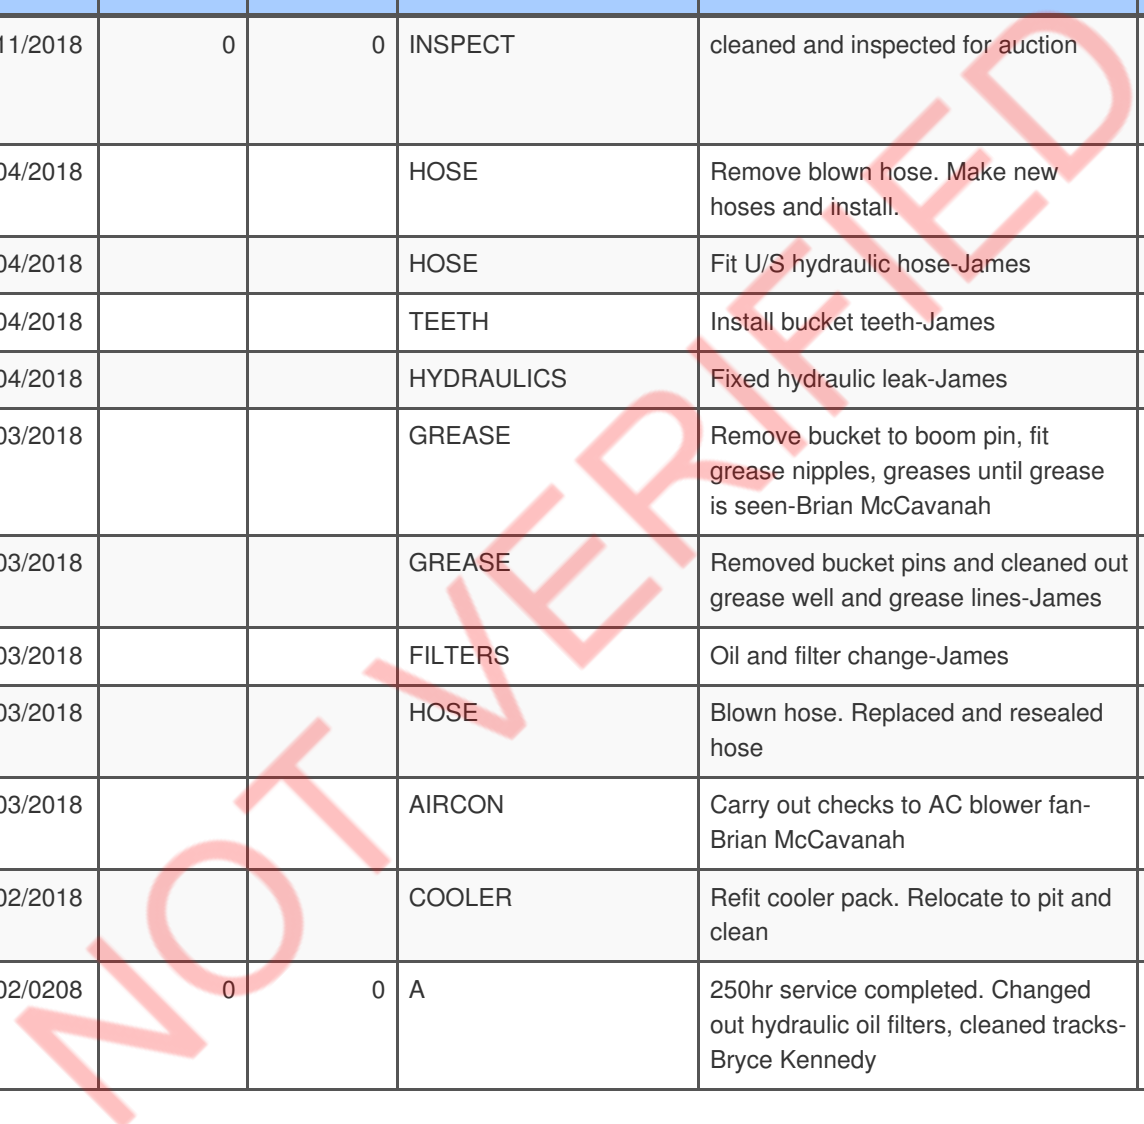 11/2018 0 0 INSPECT cleaned and inspected for auction
04/2018 HOSE Remove blown hose. Make new
hoses and install.
04/2018 HOSE Fit U/S hydraulic hose-James
04/2018 TEETH Install bucket teeth-James
04/2018 HYDRAULICS Fixed hydraulic leak-James
03/2018 GREASE Remove bucket to boom pin, fit
grease nipples, greases until grease
is seen-Brian McCavanah
03/2018 GREASE Removed bucket pins and cleaned out
grease well and grease lines-James
03/2018 FILTERS Oil and filter change-James
03/2018 HOSE Blown hose. Replaced and resealed
hose
03/2018 AIRCON Carry out checks to AC blower fan-
Brian McCavanah
02/2018 COOLER Refit cooler pack. Relocate to pit and
clean
02/0208 0 0 A 250hr service completed. Changed
out hydraulic oil filters, cleaned tracks-
Bryce Kennedy
NOT VERIFIED